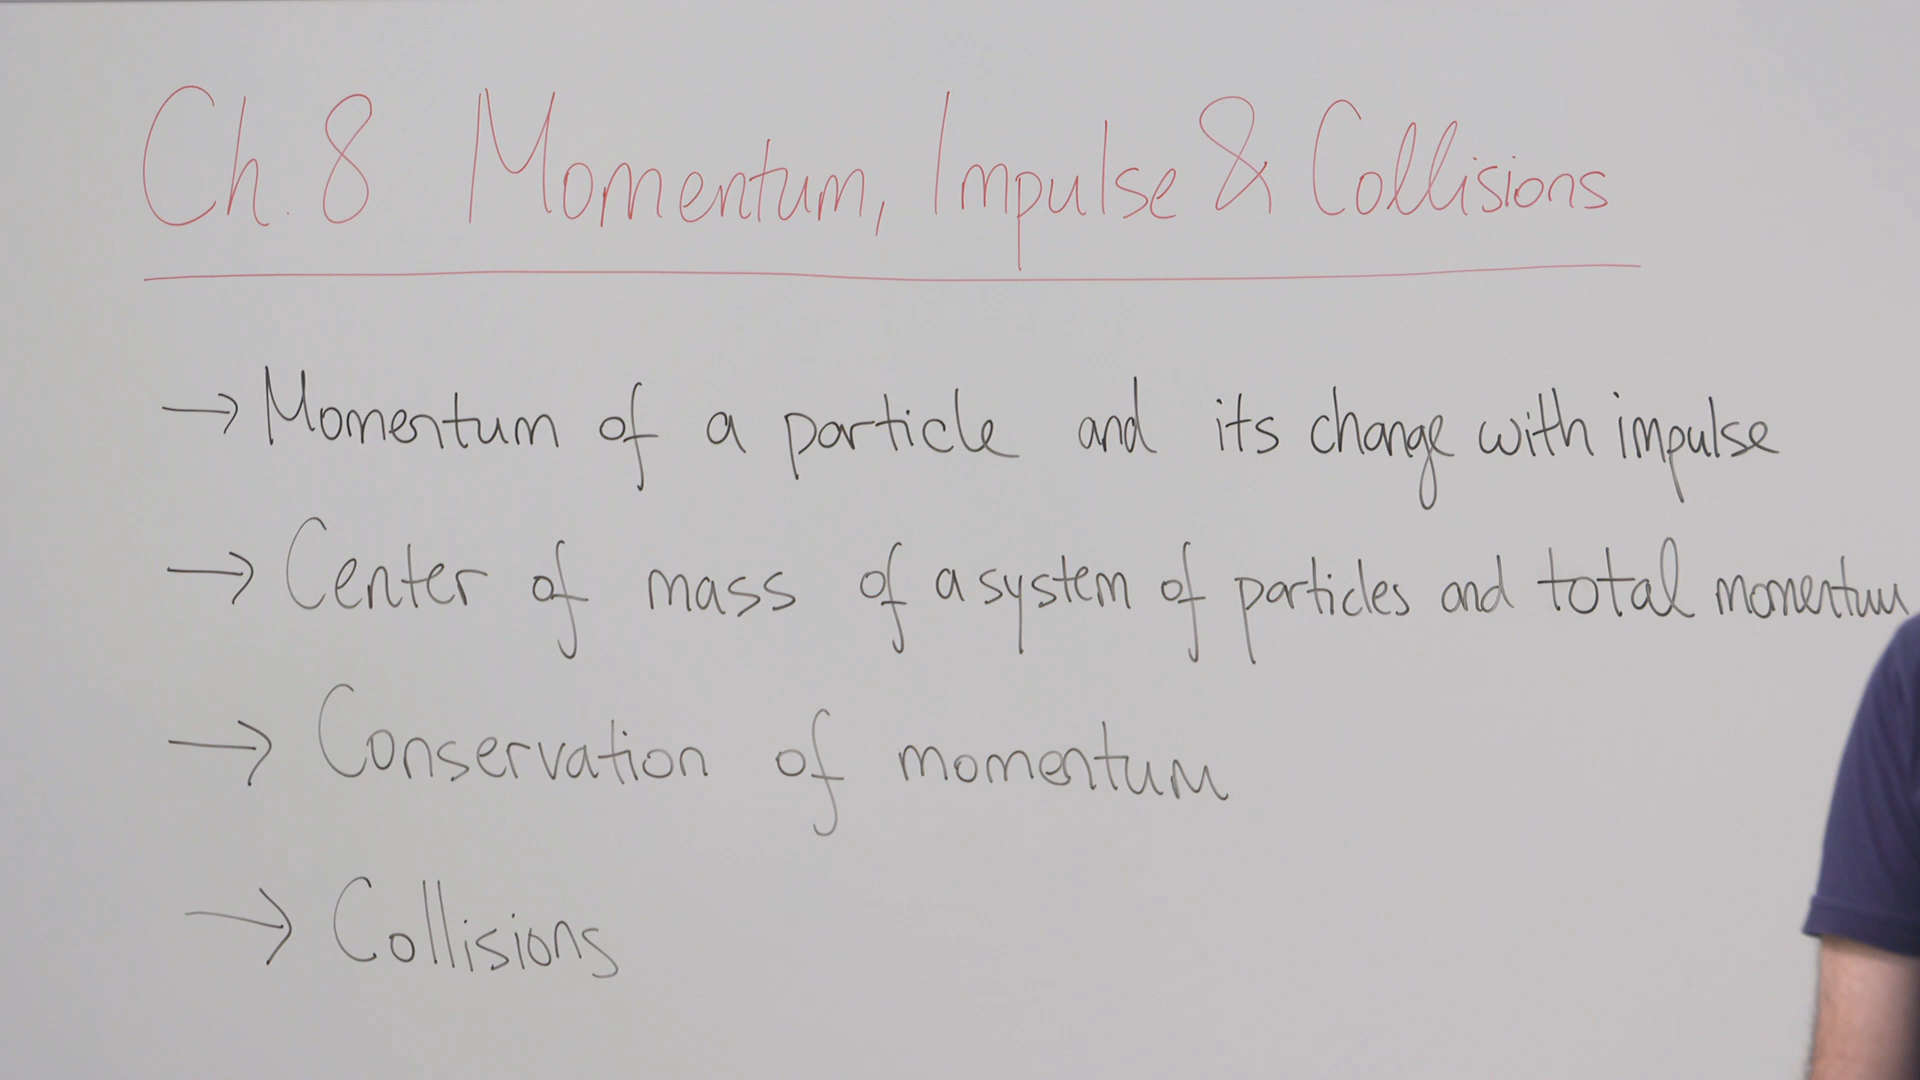 Ch. 8 Momentum, Impulse & Collisions
→ Momentum of a particle and its change with impulse
→ Center of mass of a system of particles and total momentum
→ Conservation of momentum
→ Collisions